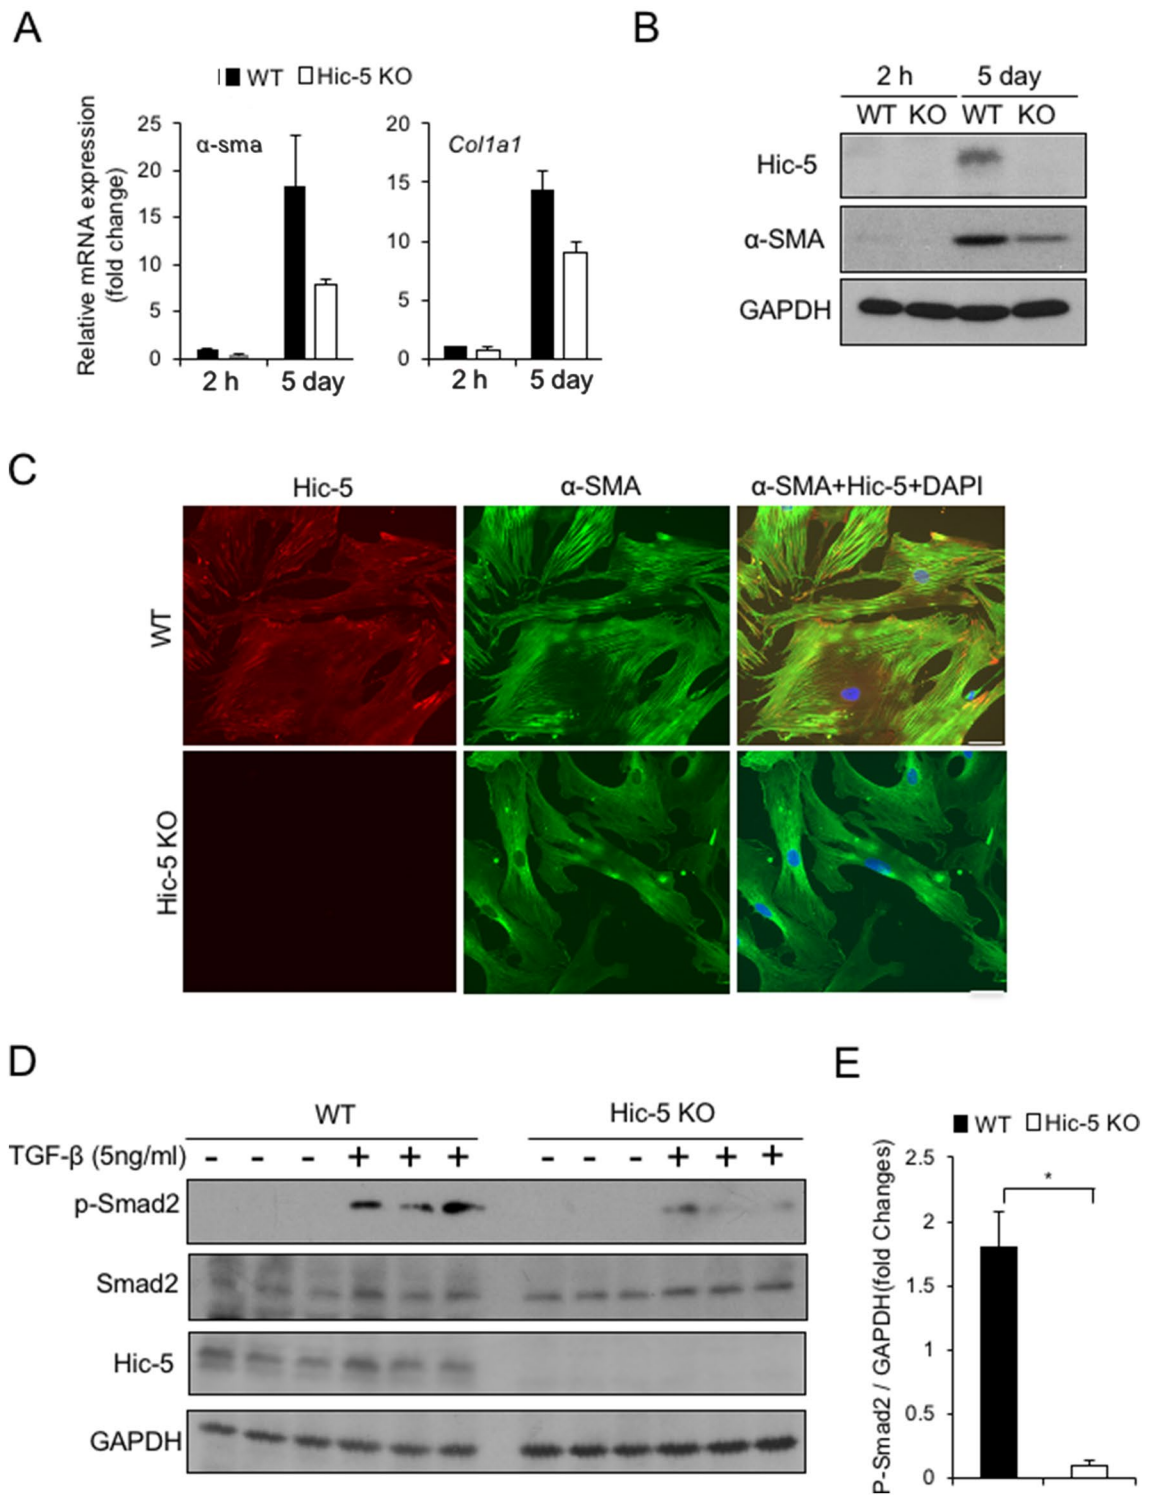 A
WT Hic-5 KO
Relative mRNA expression
(fold change)
25
20
15
10
5
0
α-sma
2 h 5 day
20
15
10
5
0
Col1a1
2 h 5 day
B
2 h 5 day
WT KO WT KO
Hic-5
α-SMA
GAPDH
C
Hic-5 α-SMA α-SMA+Hic-5+DAPI
WT
Hic-5 KO
D
WT Hic-5 KO
TGF-β (5ng/ml) - - - + + + - - - + + +
p-Smad2
Smad2
Hic-5
GAPDH
E
WT Hic-5 KO
P-Smad2 / GAPDH(fold Changes)
2.5
2
1.5
1
0.5
0
*